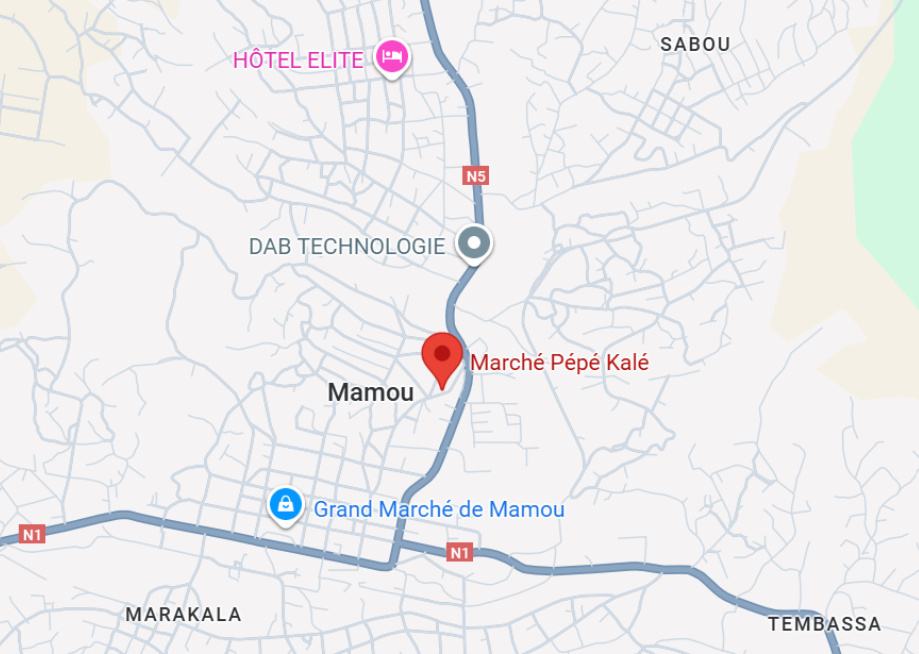 SABOU
HÔTEL ELITE
N5
DAB TECHNOLOGIE
Marché Pépé Kalé
Mamou
Grand Marché de Mamou
N1
N1
MARAKALA
TEMBASSA